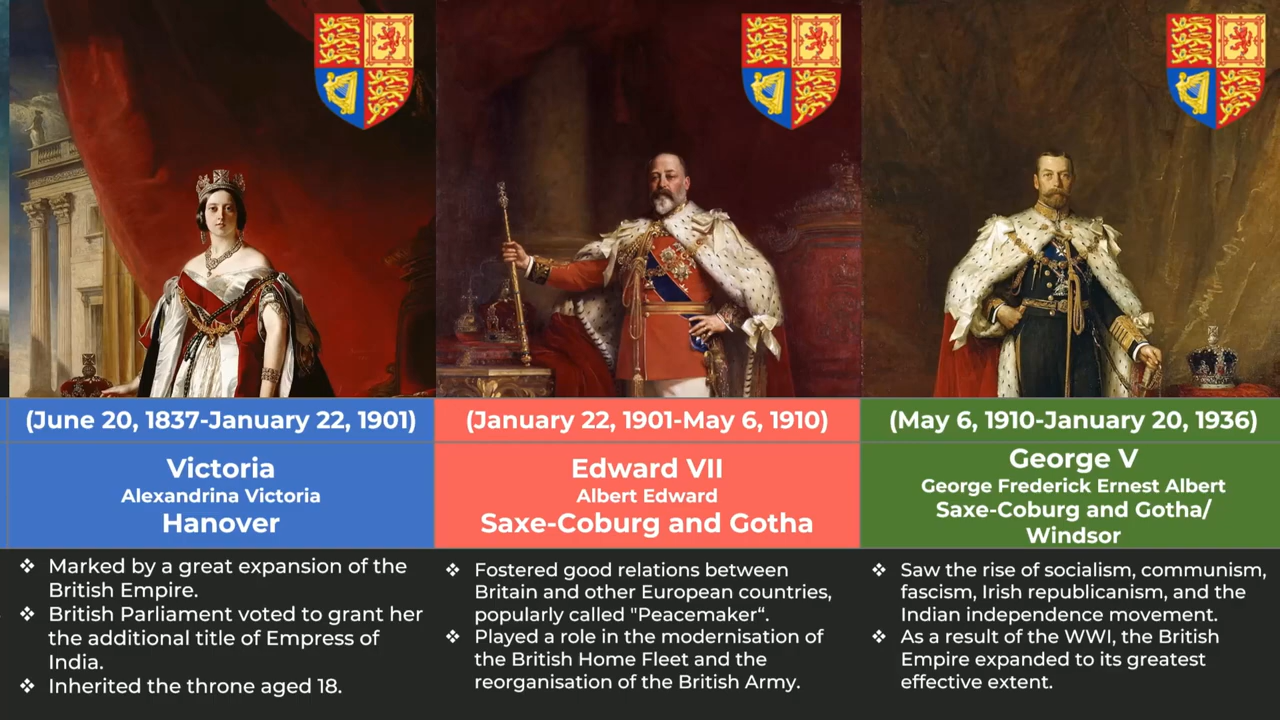 (June 20, 1837-January 22, 1901)
Victoria
Alexandrina Victoria
Hanover
❖ Marked by a great expansion of the
British Empire.
❖ British Parliament voted to grant her
the additional title of Empress of
India.
❖ Inherited the throne aged 18.
(January 22, 1901-May 6, 1910)
Edward VII
Albert Edward
Saxe-Coburg and Gotha
❖ Fostered good relations between
Britain and other European countries,
popularly called "Peacemaker“.
❖ Played a role in the modernisation of
the British Home Fleet and the
reorganisation of the British Army.
(May 6, 1910-January 20, 1936)
George V
George Frederick Ernest Albert
Saxe-Coburg and Gotha/
Windsor
❖ Saw the rise of socialism, communism,
fascism, Irish republicanism, and the
Indian independence movement.
❖ As a result of the WWI, the British
Empire expanded to its greatest
effective extent.